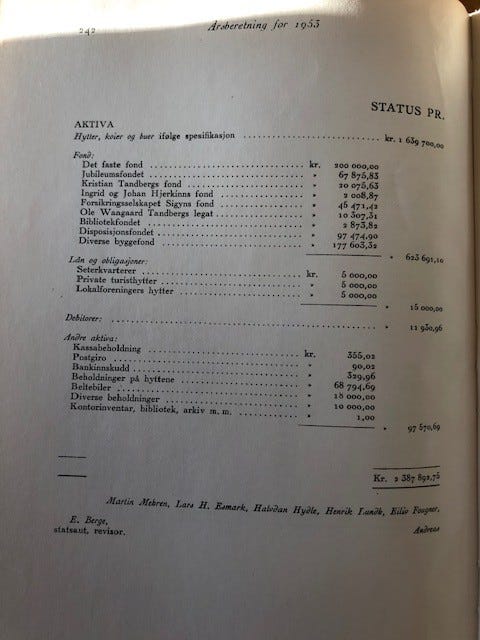 242
Årsberetning for 1953
STATUS PR.
AKTIVA
Hytter, koier og buer ifølge spesifikasjon kr. 1 639 700,00
Fond:
Det faste fond kr. 200 000,00
Jubileumsfondet » 67 875,83
Kristian Tandbergs fond » 20 075,63
Ingrid og Johan Hjerkinns fond » 2 008,87
Forsikringsselskapet Sigyns fond » 45 471,42
Ole Wangaard Tandbergs legat » 10 307,31
Bibliotekfondet » 2 873,82
Disposisjonsfondet » 97 474,90
Diverse byggefond » 177 603,32
» 623 691,10
Lån og obligasjoner:
Seterkvarterer kr. 5 000,00
Private turisthytter » 5 000,00
Lokalforeningers hytter » 5 000,00
» 15 000,00
Debitorer: » 11 930,96
Andre aktiva:
Kassabeholdning kr. 355,02
Postgiro » 90,02
Bankinnskudd » 329,96
Beholdninger på hyttene » 68 794,69
Beltebiler » 18 000,00
Diverse beholdninger » 10 000,00
Kontorinventar, bibliotek, arkiv m. m. » 1,00
» 97 570,69
Kr. 2 387 892,75
Martin Mehren, Lars H. Esmark, Halvdan Hydle, Henrik Lundh, Eiliv Fougner,
E. Berge, Andreas
statsaut. revisor.